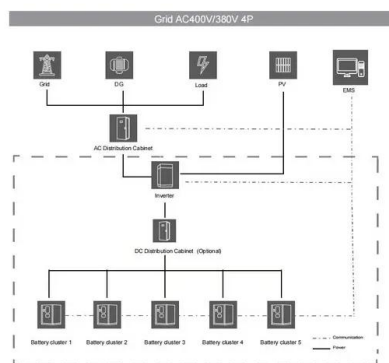 Grid AC400V/380V 4P
Grid
DG
Load
PV
EMS
AC Distribution Cabinet
Inverter
DC Distribution Cabinet (Optional)
Battery cluster 1
Battery cluster 2
Battery cluster 3
Battery cluster 4
Battery cluster 5
Communication
Power